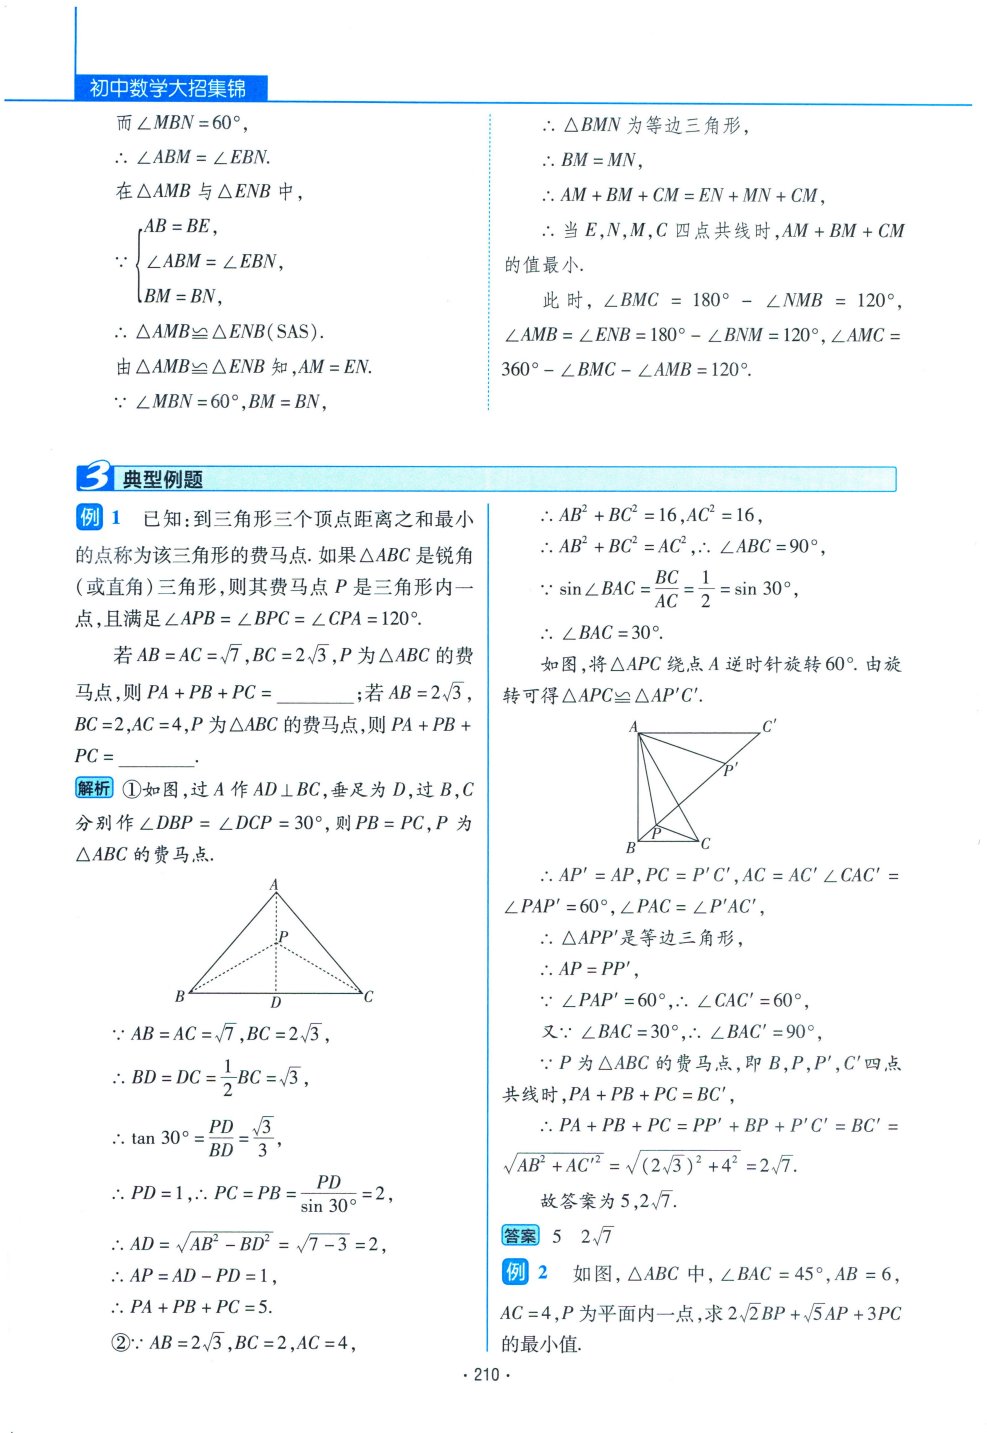 初中数学大招集锦
而∠MBN=60°,
∴ ∠ABM=∠EBN.
在△AMB与△ENB中,
AB=BE,
∵ ∠ABM=∠EBN,
BM=BN,
∴ △AMB≌△ENB(SAS).
由△AMB≌△ENB知,AM=EN.
∵ ∠MBN=60°,BM=BN,
∴ △BMN为等边三角形,
∴ BM=MN,
∴ AM+BM+CM=EN+MN+CM,
∴ 当E,N,M,C四点共线时,AM+BM+CM
的值最小.
此时,∠BMC=180°-∠NMB=120°,
∠AMB=∠ENB=180°-∠BNM=120°,∠AMC=
360°-∠BMC-∠AMB=120°.
3 典型例题
例1 已知:到三角形三个顶点距离之和最小
的点称为该三角形的费马点.如果△ABC是锐角
(或直角)三角形,则其费马点P是三角形内一
点,且满足∠APB=∠BPC=∠CPA=120°.
若AB=AC=√7,BC=2√3,P为△ABC的费
马点,则PA+PB+PC=________;若AB=2√3,
BC=2,AC=4,P为△ABC的费马点,则PA+PB+
PC=________.
解析 ①如图,过A作AD⊥BC,垂足为D,过B,C
分别作∠DBP=∠DCP=30°,则PB=PC,P为
△ABC的费马点.
A
P
B D C
∵ AB=AC=√7,BC=2√3,
∴ BD=DC=1/2BC=√3,
∴ tan 30°=PD/BD=√3/3,
∴ PD=1,∴ PC=PB=PD/sin 30°=2,
∴ AD=√(AB²-BD²)=√(7-3)=2,
∴ AP=AD-PD=1,
∴ PA+PB+PC=5.
②∵ AB=2√3,BC=2,AC=4,
∴ AB²+BC²=16,AC²=16,
∴ AB²+BC²=AC²,∴ ∠ABC=90°,
∵ sin∠BAC=BC/AC=1/2=sin 30°,
∴ ∠BAC=30°.
如图,将△APC绕点A逆时针旋转60°.由旋
转可得△APC≌△AP′C′.
A C′
P′
P
B C
∴ AP′=AP,PC=P′C′,AC=AC′∠CAC′=
∠PAP′=60°,∠PAC=∠P′AC′,
∴ △APP′是等边三角形,
∴ AP=PP′,
∵ ∠PAP′=60°,∴ ∠CAC′=60°,
又∵ ∠BAC=30°,∴ ∠BAC′=90°,
∵ P为△ABC的费马点,即B,P,P′,C′四点
共线时,PA+PB+PC=BC′,
∴ PA+PB+PC=PP′+BP+P′C′=BC′=
√(AB²+AC′²)=√((2√3)²+4²)=2√7.
故答案为5,2√7.
答案 5 2√7
例2 如图,△ABC中,∠BAC=45°,AB=6,
AC=4,P为平面内一点,求2√2BP+√5AP+3PC
的最小值.
·210·